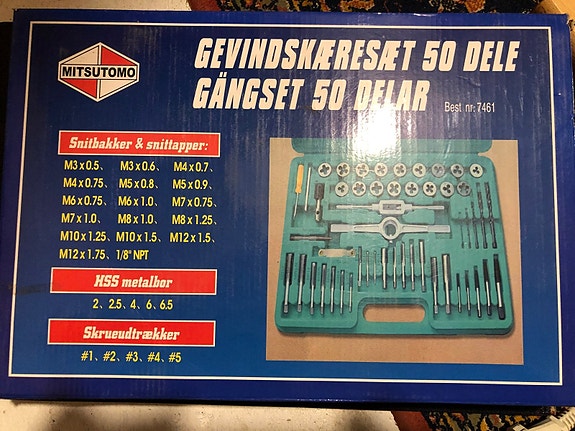 MITSUTOMO
GEVINDSKÆRESÆT 50 DELE
GÄNGSET 50 DELAR
Best nr: 7461
Snitbakker & snittapper:
M3 x 0.5、 M3 x 0.6、 M4 x 0.7、
M4 x 0.75、 M5 x 0.8、 M5 x 0.9、
M6 x 0.75、 M6 x 1.0、 M7 x 0.75、
M7 x 1.0、 M8 x 1.0、 M8 x 1.25、
M10 x 1.25、 M10 x 1.5、 M12 x 1.5、
M12 x 1.75、 1/8" NPT
HSS metalbor
2、 2.5、 4、 6、 6.5
Skrueudtrækker
#1、 #2、 #3、 #4、 #5